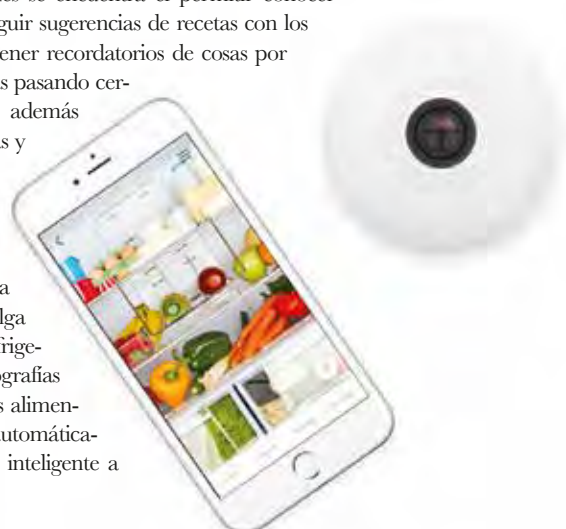 guir sugerencias de recetas con los
ener recordatorios de cosas por
s pasando cer-
además
s y
a
lga
rige-
ografías
s alimen-
utomática-
inteligente a